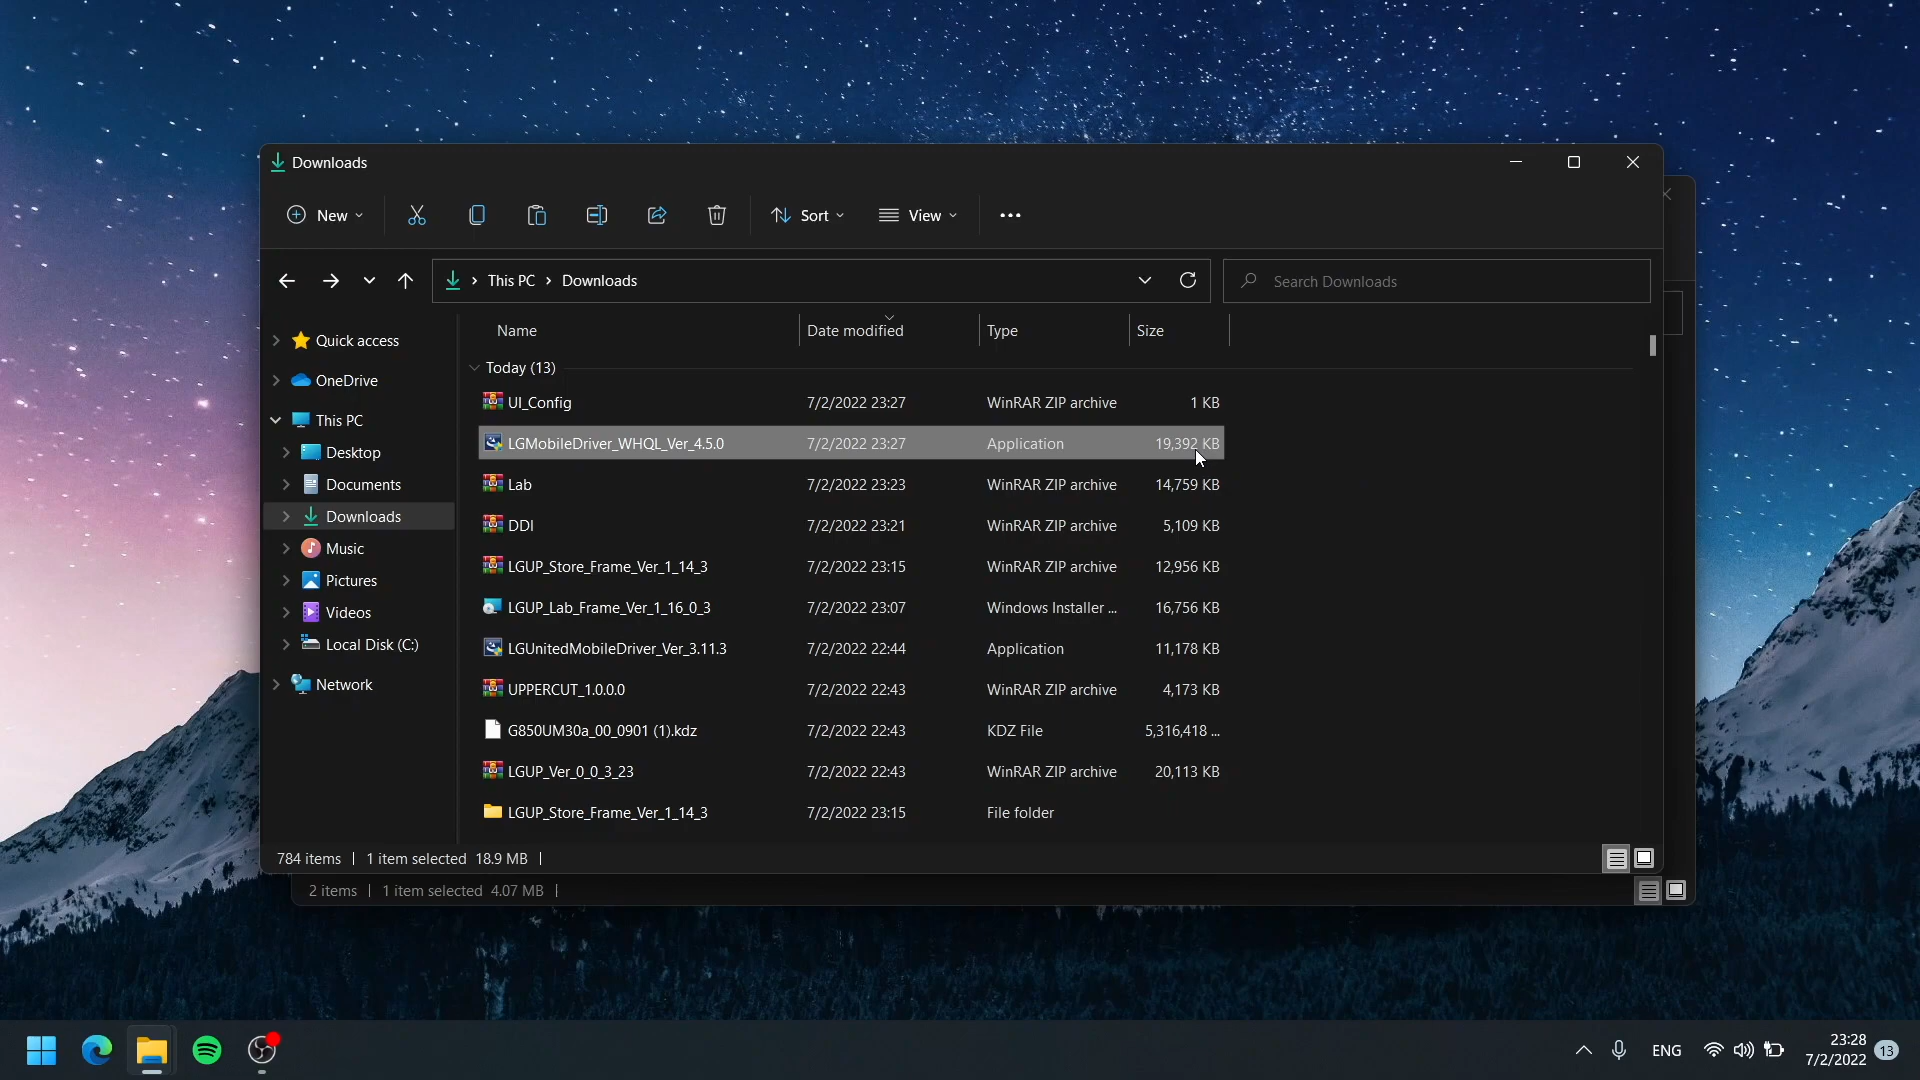 Downloads
New
Sort
View
This PC
Downloads
Search Downloads
Name
Date modified
Type
Size
Quick access
OneDrive
This PC
Desktop
Documents
Downloads
Music
Pictures
Videos
Local Disk (C:)
Network
Today (13)
UI_Config 7/2/2022 23:27 WinRAR ZIP archive 1 KB
LGMobileDriver_WHQL_Ver_4.5.0 7/2/2022 23:27 Application 19,392 KB
Lab 7/2/2022 23:23 WinRAR ZIP archive 14,759 KB
DDI 7/2/2022 23:21 WinRAR ZIP archive 5,109 KB
LGUP_Store_Frame_Ver_1_14_3 7/2/2022 23:15 WinRAR ZIP archive 12,956 KB
LGUP_Lab_Frame_Ver_1_16_0_3 7/2/2022 23:07 Windows Installer ... 16,756 KB
LGUnitedMobileDriver_Ver_3.11.3 7/2/2022 22:44 Application 11,178 KB
UPPERCUT_1.0.0.0 7/2/2022 22:43 WinRAR ZIP archive 4,173 KB
G850UM30a_00_0901 (1).kdz 7/2/2022 22:43 KDZ File 5,316,418 ...
LGUP_Ver_0_0_3_23 7/2/2022 22:43 WinRAR ZIP archive 20,113 KB
LGUP_Store_Frame_Ver_1_14_3 7/2/2022 23:15 File folder
784 items 1 item selected 18.9 MB
2 items 1 item selected 4.07 MB
ENG
23:28
7/2/2022
13